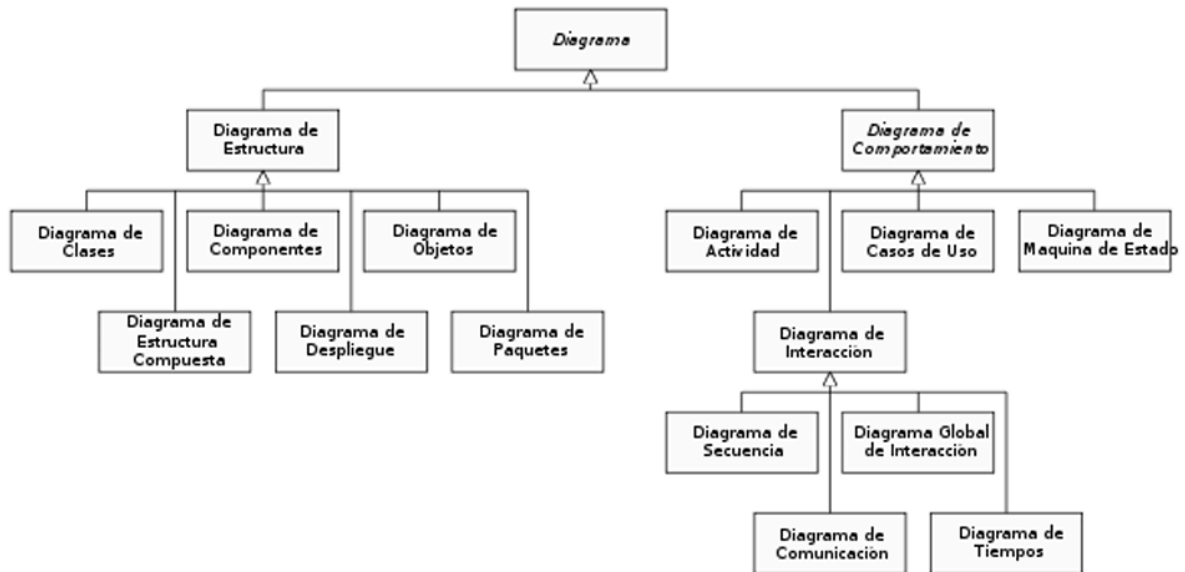 Diagrama
Diagrama de
Estructura
Diagrama de
Comportamiento
Diagrama de
Clases
Diagrama de
Componentes
Diagrama de
Objetos
Diagrama de
Actividad
Diagrama de
Casos de Uso
Diagrama de
Maquina de Estado
Diagrama de
Estructura
Compuesta
Diagrama de
Despliegue
Diagrama de
Paquetes
Diagrama de
Interacción
Diagrama de
Secuencia
Diagrama Global
de Interacción
Diagrama de
Comunicación
Diagrama de
Tiempos